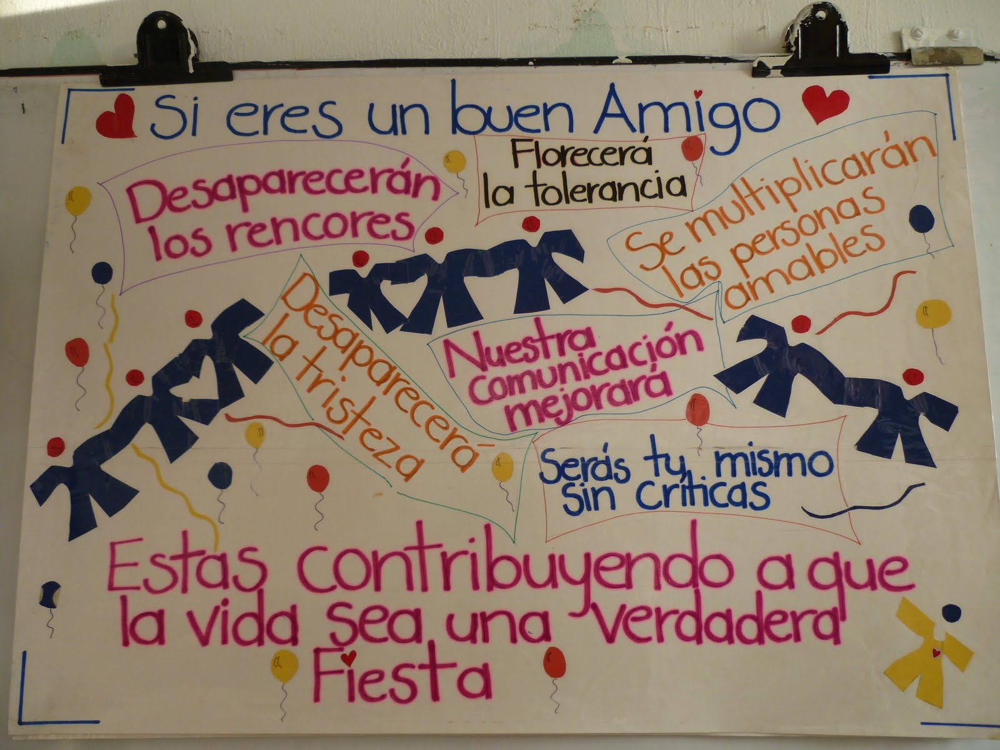 Si eres un buen Amigo
Desaparecerán
los rencores
Florecerá
la tolerancia
Se multiplicarán
las personas
amables
Desaparecerá
la tristeza
Nuestra
comunicación
mejorará
Serás tu mismo
sin críticas
Estas contribuyendo a que
la vida sea una verdadera
Fiesta